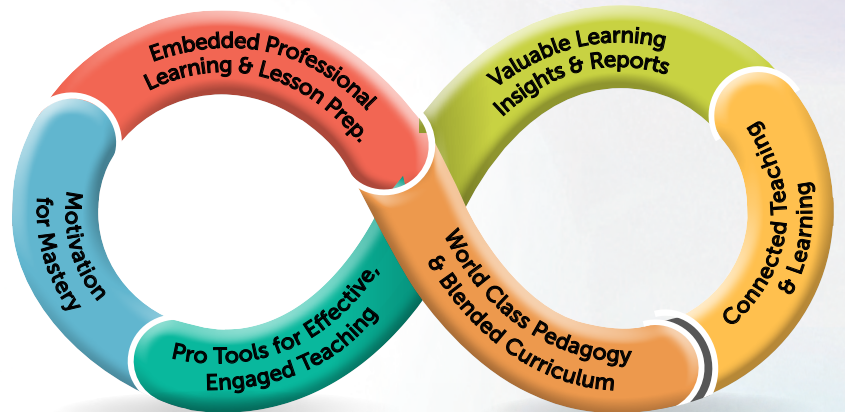 Embedded Professional
Learning & Lesson Prep.
Valuable Learning
Insights & Reports
Motivation
for Mastery
Connected Teaching
& Learning
Pro Tools for Effective,
Engaged Teaching
World Class Pedagogy
& Blended Curriculum